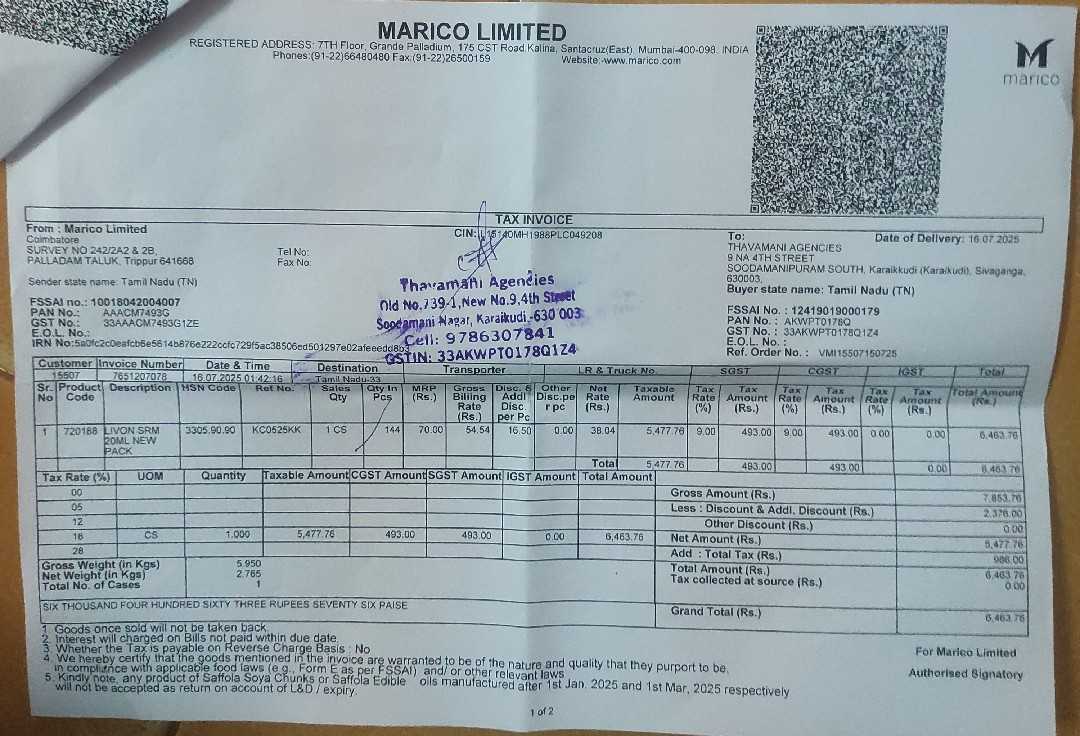 MARICO LIMITED
REGISTERED ADDRESS: 7TH Floor, Grande Palladium, 175 CST Road,Kalina, Santacruz(East), Mumbai-400-098. INDIA
Phones:(91-22)66480480 Fax:(91-22)26500159 Website:-www.marico.com
marico
TAX INVOICE
CIN: L15140MH1988PLC049208
From : Marico Limited
Coimbatore
SURVEY NO 242/2A2 & 2B,
PALLADAM TALUK, Trippur 641668
Tel No:
Fax No:
Sender state name: Tamil Nadu (TN)
FSSAI no.: 10018042004007
PAN No.: AAACM7493G
GST No.: 33AAACM7493G1ZE
E.O.L. No.:
IRN No:
Thavamani Agencies
Old No.739-1, New No.9, 4th Street
Soodamani Nagar, Karaikudi-630 003
Cell: 9786307841
GSTIN: 33AKWPT0178Q1Z4
To: Date of Delivery: 16.07.2025
THAVAMANI AGENCIES
9 NA 4TH STREET
SOODAMANIPURAM SOUTH, Karaikkudi (Karaikudi), Sivaganga,
630003,
Buyer state name: Tamil Nadu (TN)
FSSAI No. : 12419019000179
PAN No. : AKWPT0178Q
GST No. : 33AKWPT0178Q1Z4
E.O.L. No. :
Ref. Order No. : VMI15507150725
Customer Invoice Number Date & Time Destination Transporter LR & Truck No. SGST CGST IGST Total
15507 7651207078 16.07.2025 01:42:16 Tamil Nadu-33
Sr. No Product Code Description HSN Code Ref No. Sales Qty Qty In Pcs MRP (Rs.) Gross Billing Rate (Rs.) Disc. & Addl Disc. per Pc Other Disc.per pc Net Rate (Rs.) Taxable Amount Tax Rate (%) Tax Amount (Rs.) Tax Rate (%) Tax Amount (Rs.) Tax Rate (%) Tax Amount (Rs.) Total Amount (Rs.)
1 720188 LIVON SRM 20ML NEW PACK 3305.90.90 KC0525KK 1 CS 144 70.00 54.54 16.50 0.00 38.04 5,477.76 9.00 493.00 9.00 493.00 0.00 0.00 6,463.76
Total 5,477.76 493.00 493.00 0.00 6,463.76
Tax Rate (%) UOM Quantity Taxable Amount CGST Amount SGST Amount IGST Amount Total Amount
00
05
12
18 CS 1.000 5,477.76 493.00 493.00 0.00 6,463.76
28
Gross Amount (Rs.) 7,853.76
Less : Discount & Addl. Discount (Rs.) 2,376.00
Other Discount (Rs.) 0.00
Net Amount (Rs.) 5,477.76
Add : Total Tax (Rs.) 986.00
Total Amount (Rs.) 6,463.76
Tax collected at source (Rs.) 0.00
Grand Total (Rs.) 6,463.76
Gross Weight (in Kgs) 5.950
Net Weight (in Kgs) 2.765
Total No. of Cases 1
SIX THOUSAND FOUR HUNDRED SIXTY THREE RUPEES SEVENTY SIX PAISE
1. Goods once sold will not be taken back.
2. Interest will charged on Bills not paid within due date.
3. Whether the Tax is payable on Reverse Charge Basis : No
4. We hereby certify that the goods mentioned in the invoice are warranted to be of the nature and quality that they purport to be,
in complince with applicable food laws (e.g., Form E as per FSSAI) and/ or other relevant laws
5. Kindly note, any product of Saffola Soya Chunks or Saffola Edible oils manufactured after 1st Jan, 2025 and 1st Mar, 2025 respectively
will not be accepted as return on account of L&D / expiry.
For Marico Limited
Authorised Signatory
1 of 2